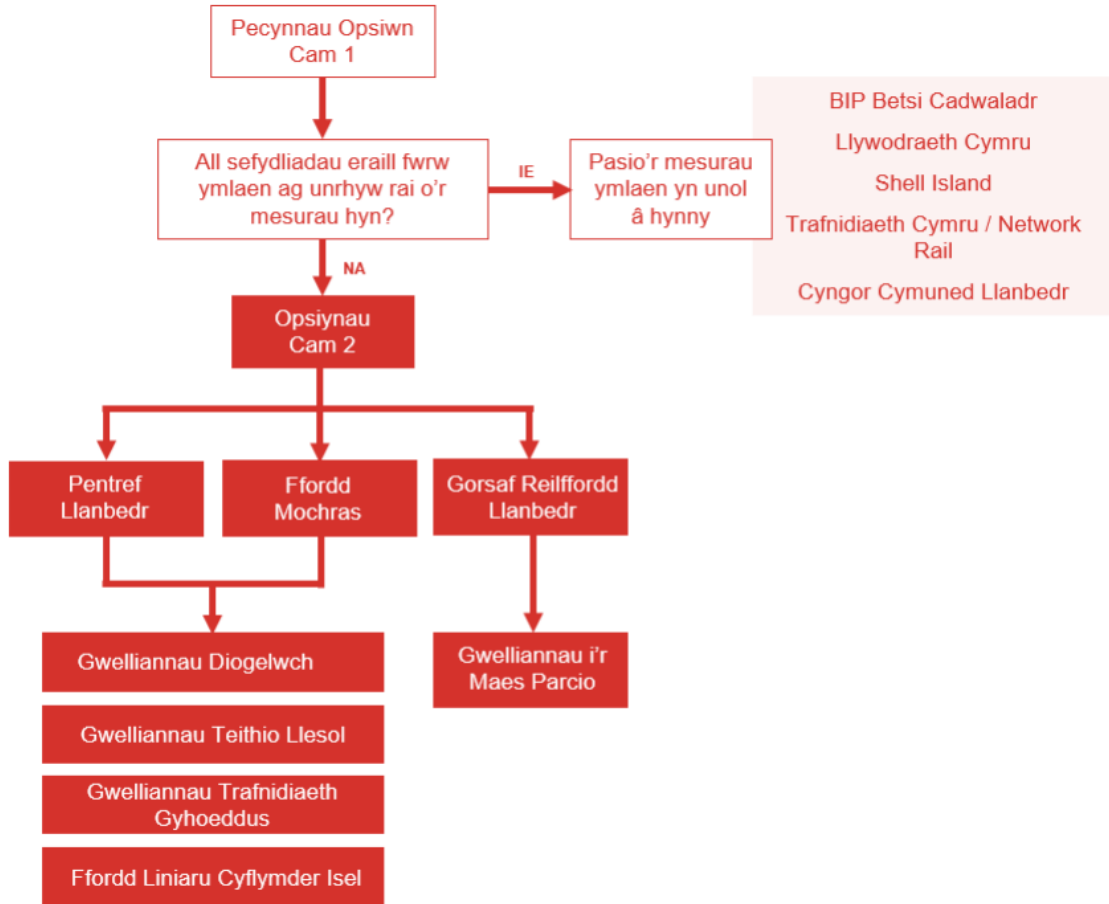 Pecynnau Opsiwn
Cam 1
All sefydliadau eraill fwrw
ymlaen ag unrhyw rai o'r
mesurau hyn?
IE
Pasio'r mesurau
ymlaen yn unol
â hynny
BIP Betsi Cadwaladr
Llywodraeth Cymru
Shell Island
Trafnidiaeth Cymru / Network
Rail
Cyngor Cymuned Llanbedr
NA
Opsiynau
Cam 2
Pentref
Llanbedr
Ffordd
Mochras
Gorsaf Reilffordd
Llanbedr
Gwelliannau Diogelwch
Gwelliannau Teithio Llesol
Gwelliannau Trafnidiaeth
Gyhoeddus
Ffordd Liniaru Cyflymder Isel
Gwelliannau i'r
Maes Parcio